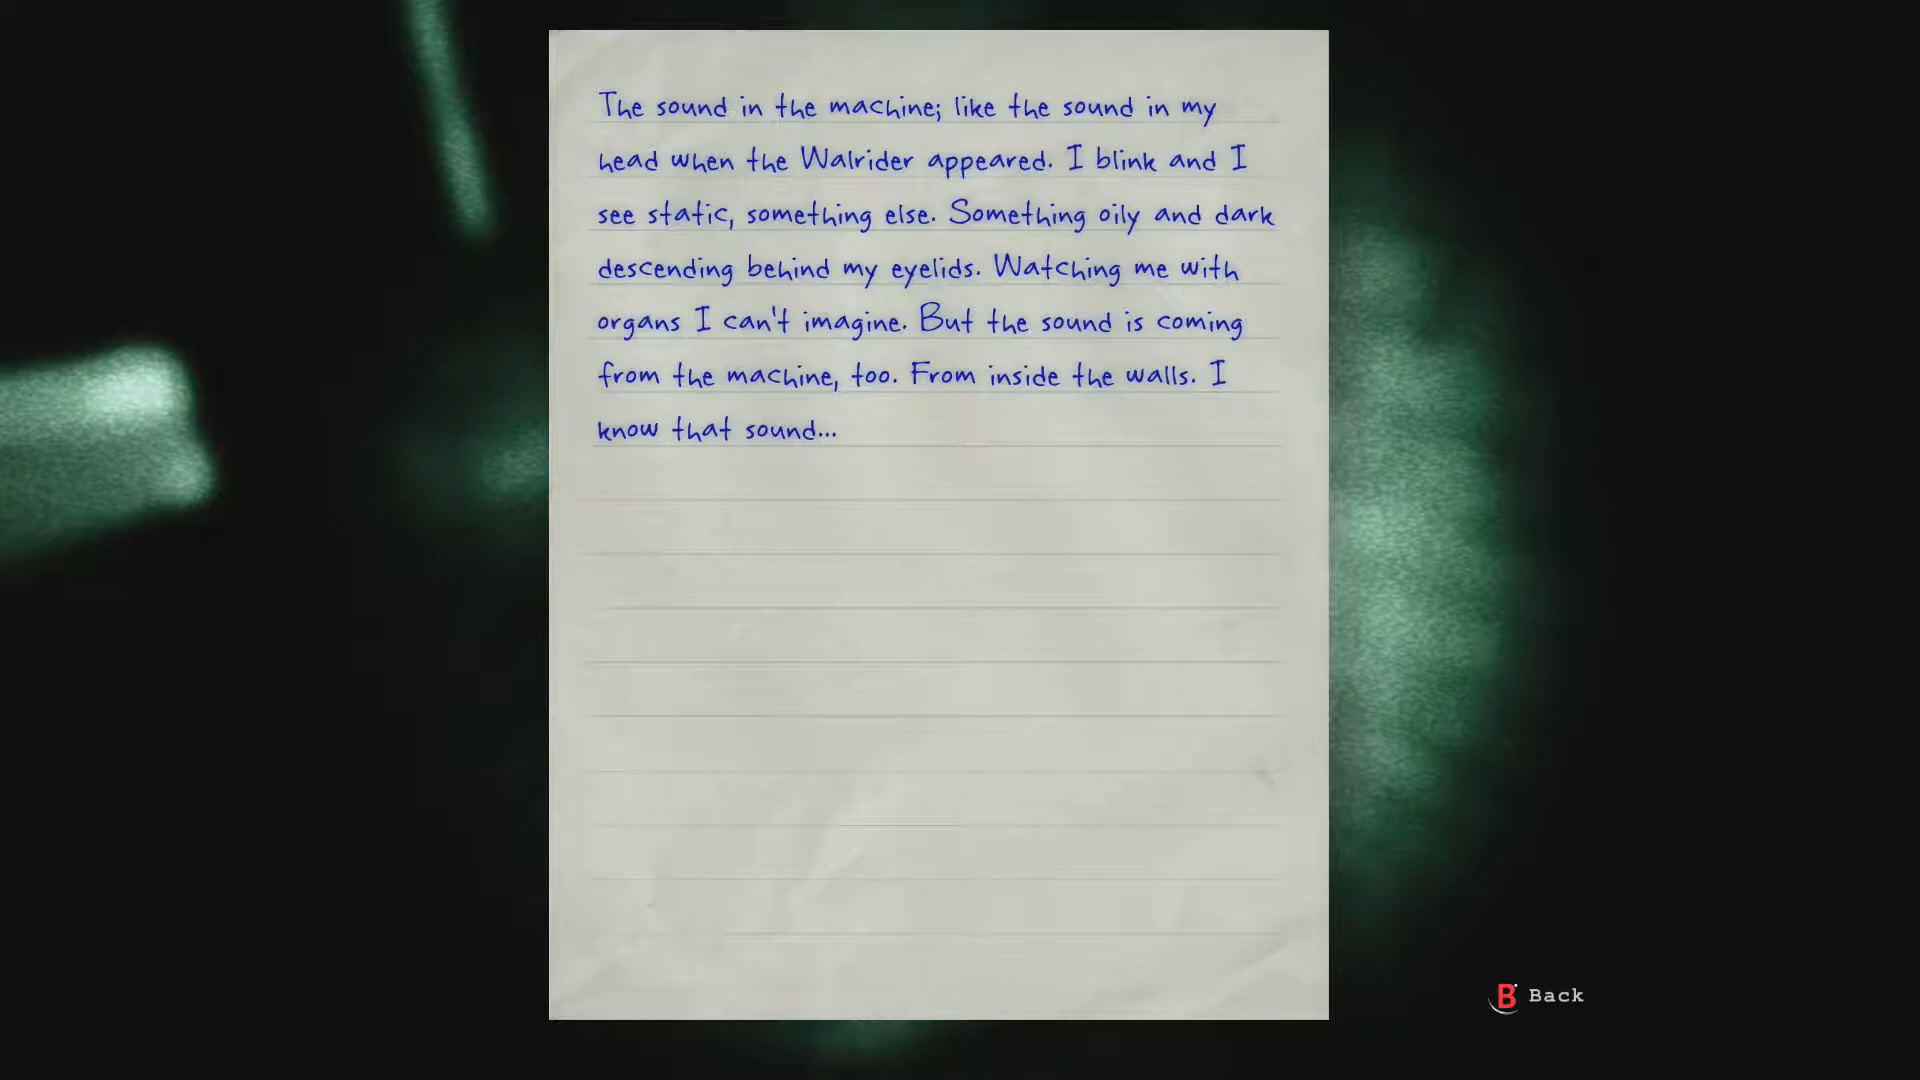 The sound in the machine; like the sound in my
head when the Walrider appeared. I blink and I
see static, something else. Something oily and dark
descending behind my eyelids. Watching me with
organs I can't imagine. But the sound is coming
from the machine, too. From inside the walls. I
know that sound...
B Back